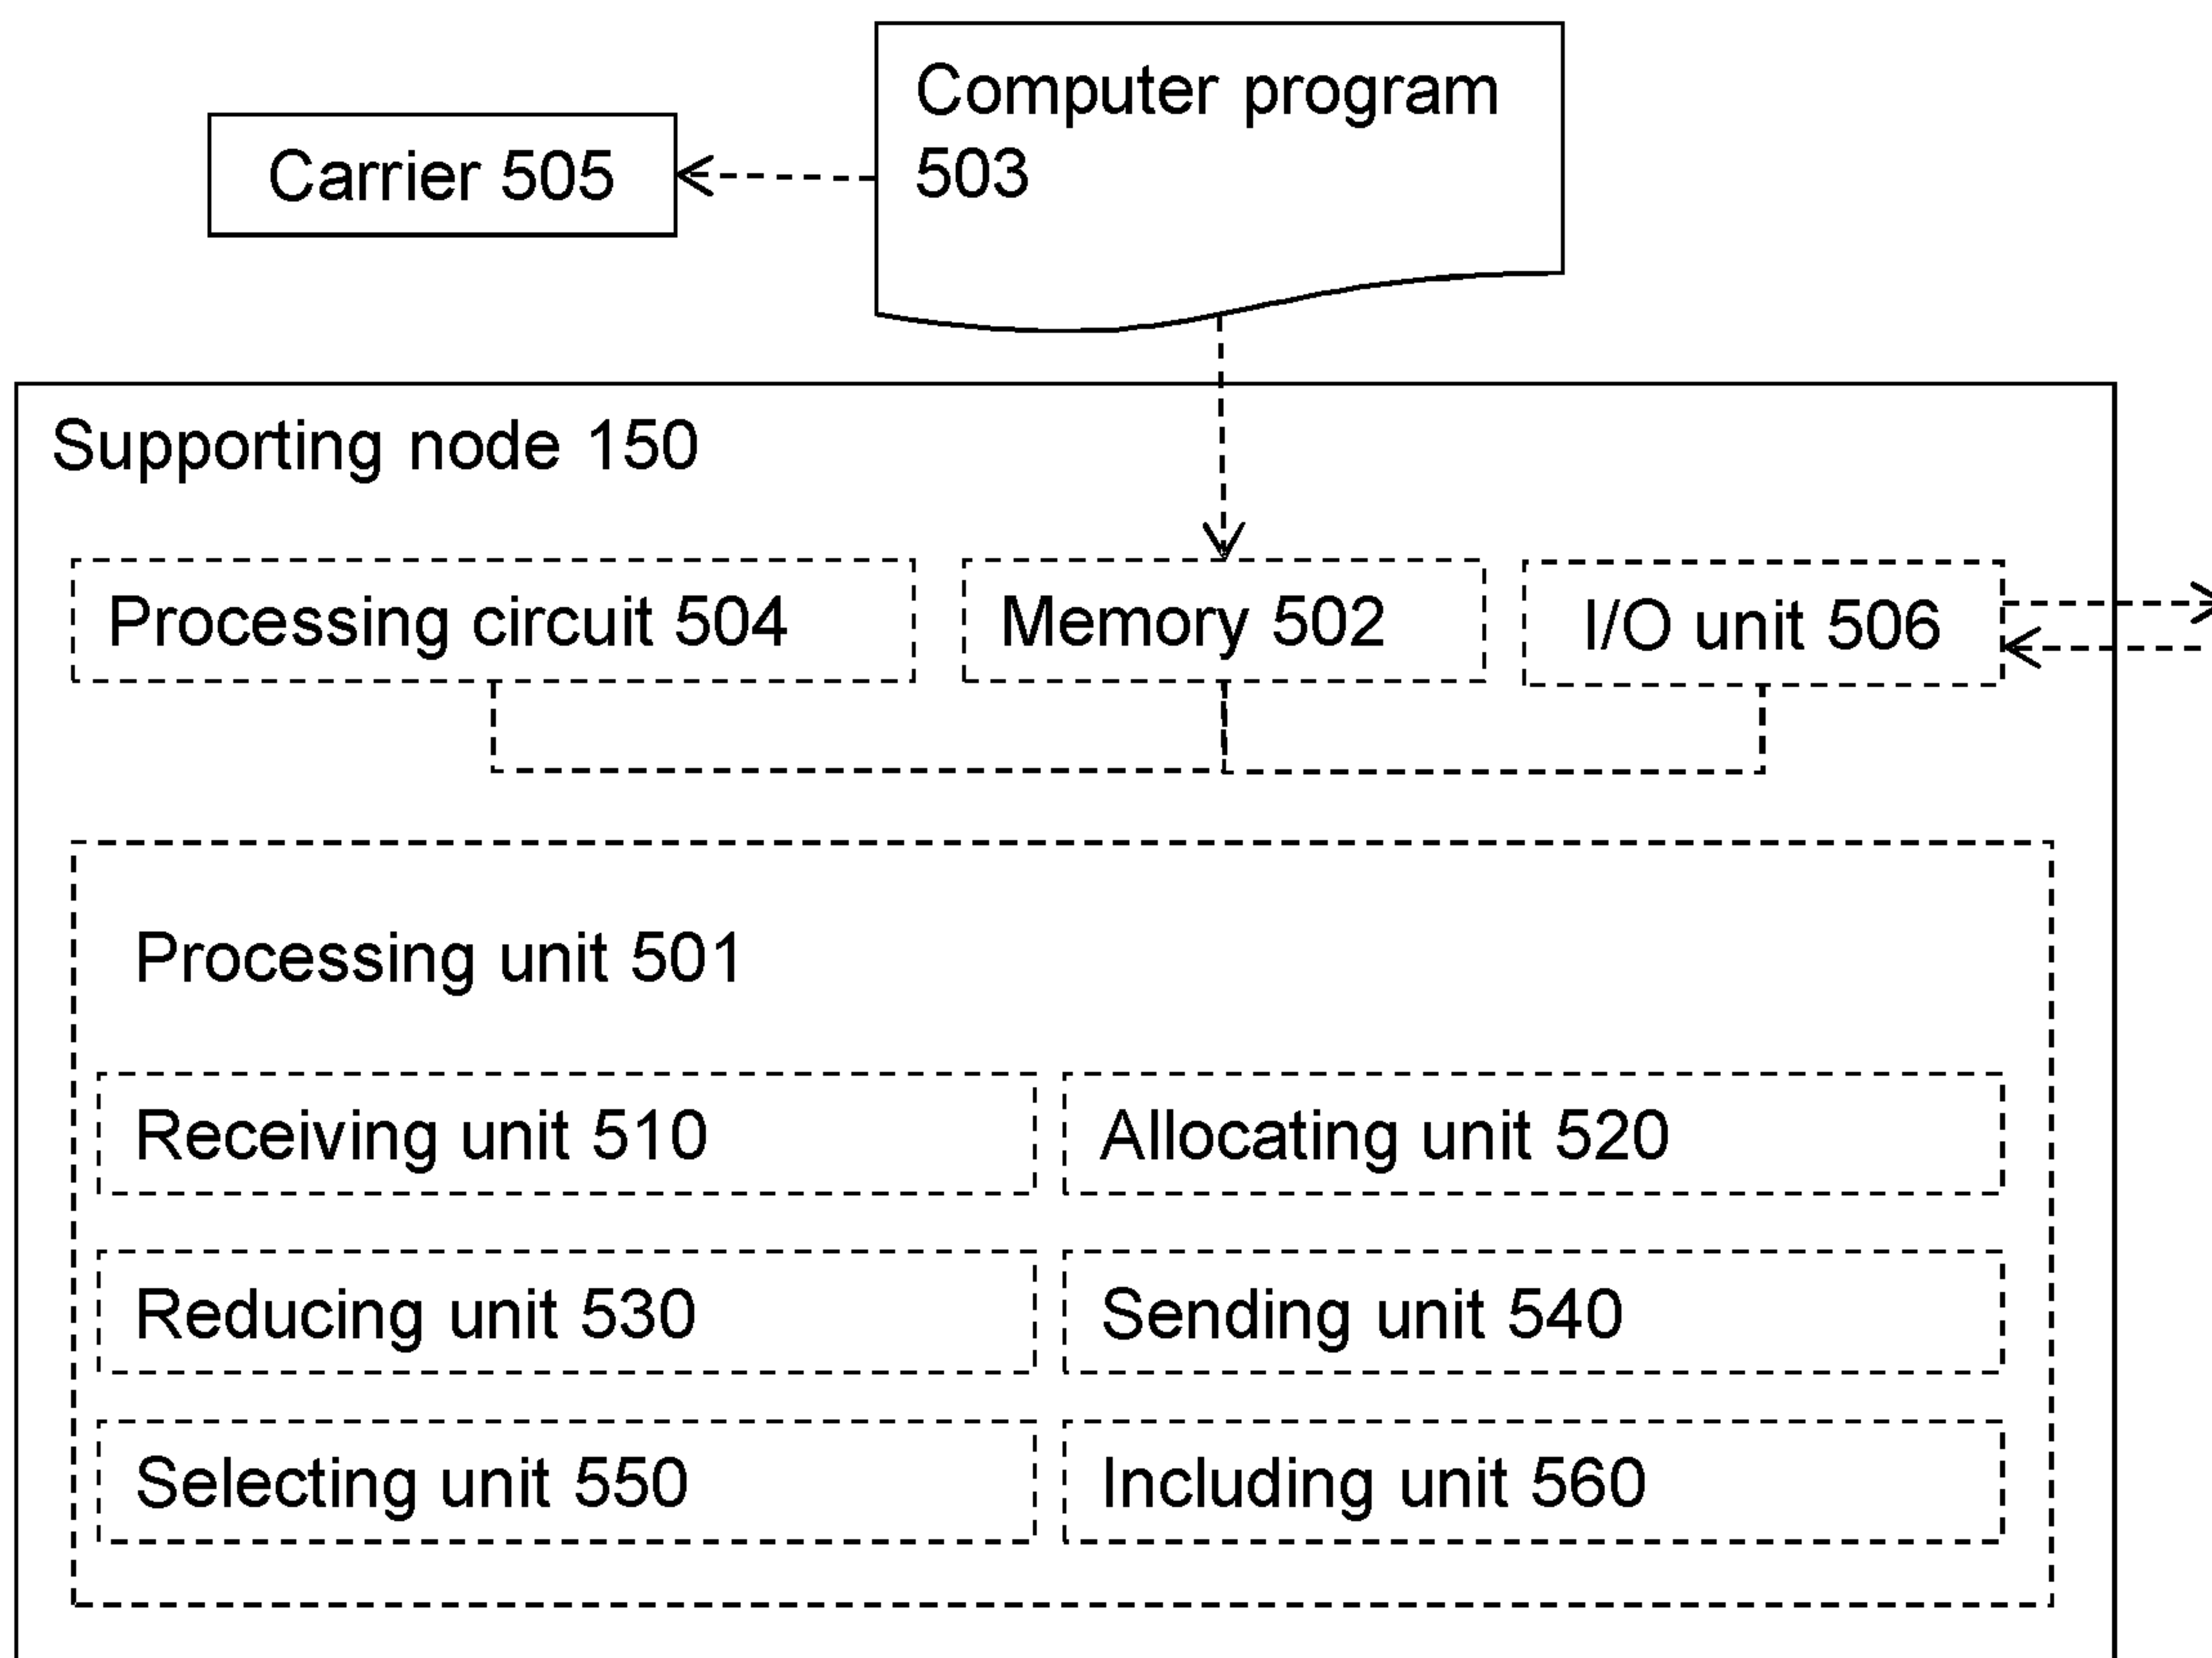 Computer program
503
Carrier 505
Supporting node 150
Processing circuit 504
Memory 502
I/O unit 506
Processing unit 501
Receiving unit 510
Allocating unit 520
Reducing unit 530
Sending unit 540
Selecting unit 550
Including unit 560